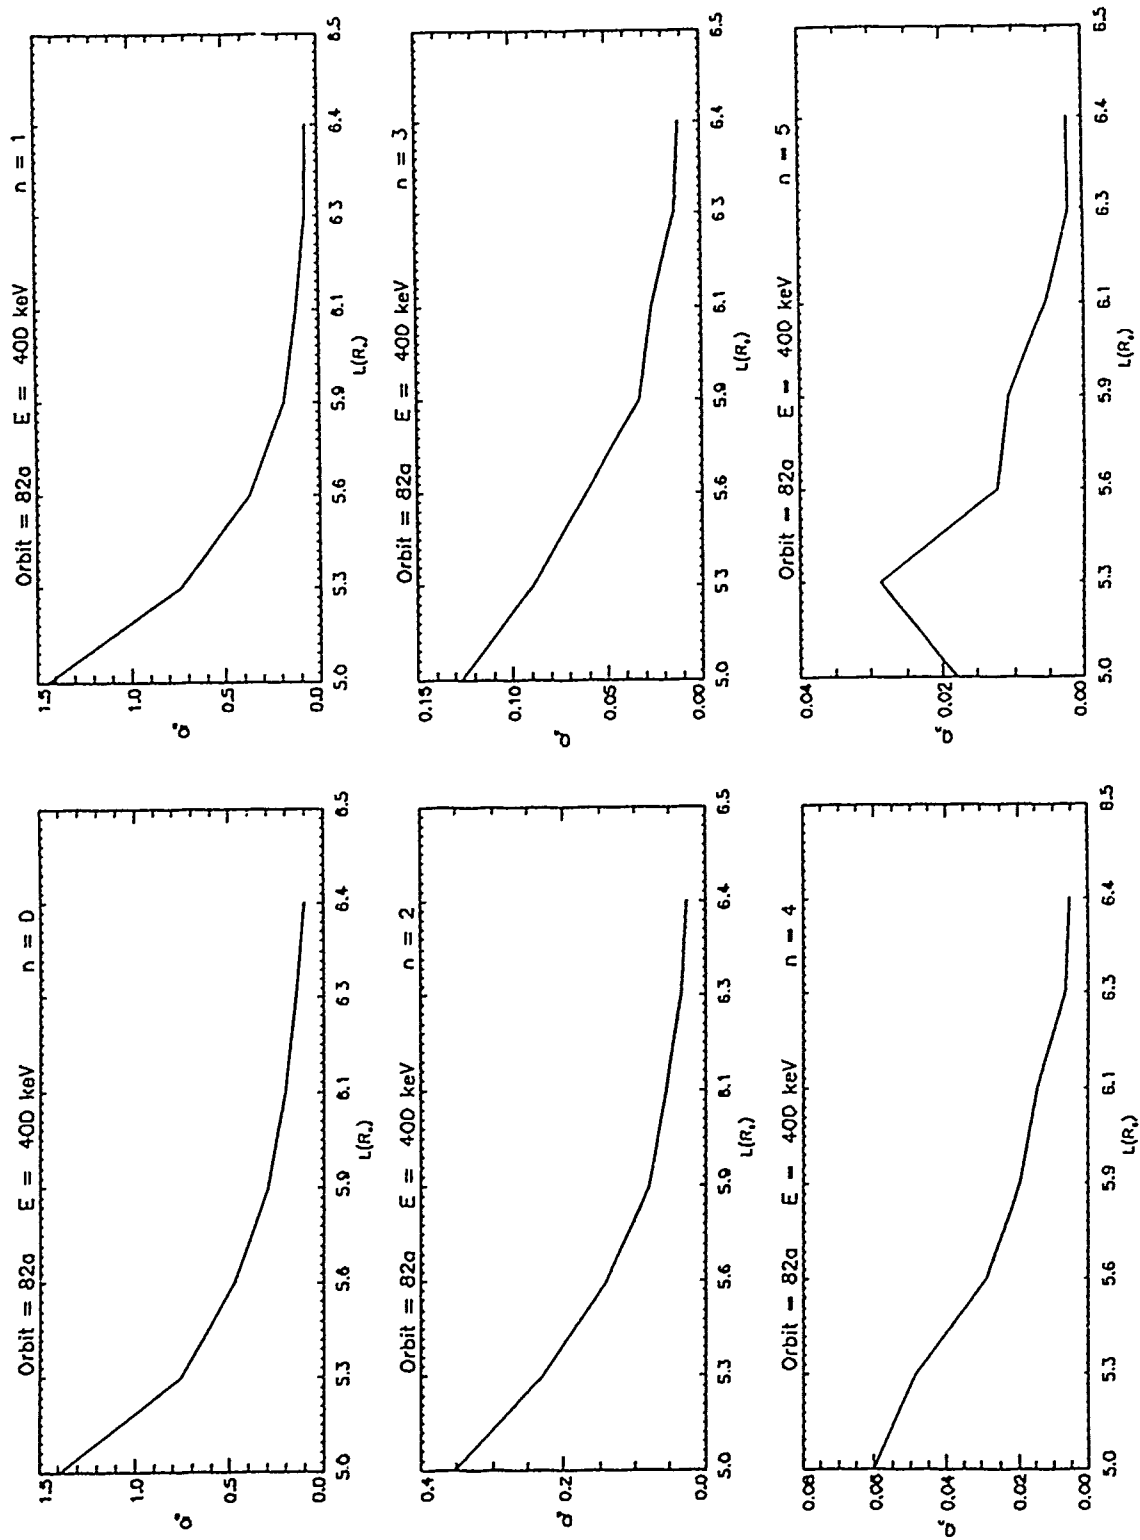 Orbit = 82a E = 400 keV n = 0
1.5
1.0
0.5
0.0
5.0 5.3 5.6 5.9 6.1 6.3 6.4 6.5
L(Rₑ)
Orbit = 82a E = 400 keV n = 1
1.5
1.0
0.5
0.0
5.0 5.3 5.6 5.9 6.1 6.3 6.4 6.5
L(Rₑ)
Orbit = 82a E = 400 keV n = 2
0.4
0.2
0.0
5.0 5.3 5.6 5.9 6.1 6.3 6.4 6.5
L(Rₑ)
Orbit = 82a E = 400 keV n = 3
0.15
0.10
0.05
0.00
5.0 5.3 5.6 5.9 6.1 6.3 6.4 6.5
L(Rₑ)
Orbit = 82a E = 400 keV n = 4
0.08
0.06
0.04
0.02
0.00
5.0 5.3 5.6 5.9 6.1 6.3 6.4 6.5
L(Rₑ)
Orbit = 82a E = 400 keV n = 5
0.04
0.02
0.00
5.0 5.3 5.6 5.9 6.1 6.3 6.4 6.5
L(Rₑ)